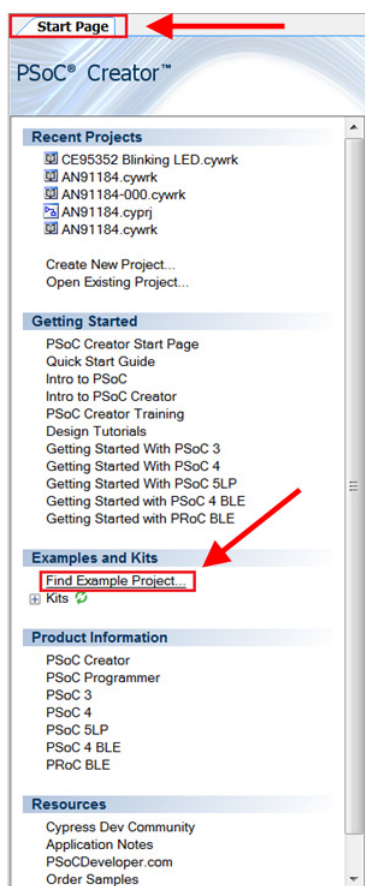 Start Page
PSoC® Creator™
Recent Projects
CE95352 Blinking LED.cywrk
AN91184.cywrk
AN91184-000.cywrk
AN91184.cyprj
AN91184.cywrk
Create New Project...
Open Existing Project...
Getting Started
PSoC Creator Start Page
Quick Start Guide
Intro to PSoC
Intro to PSoC Creator
PSoC Creator Training
Design Tutorials
Getting Started With PSoC 3
Getting Started With PSoC 4
Getting Started With PSoC 5LP
Getting Started with PSoC 4 BLE
Getting Started with PRoC BLE
Examples and Kits
Find Example Project...
Kits
Product Information
PSoC Creator
PSoC Programmer
PSoC 3
PSoC 4
PSoC 5LP
PSoC 4 BLE
PRoC BLE
Resources
Cypress Dev Community
Application Notes
PSoCDeveloper.com
Order Samples